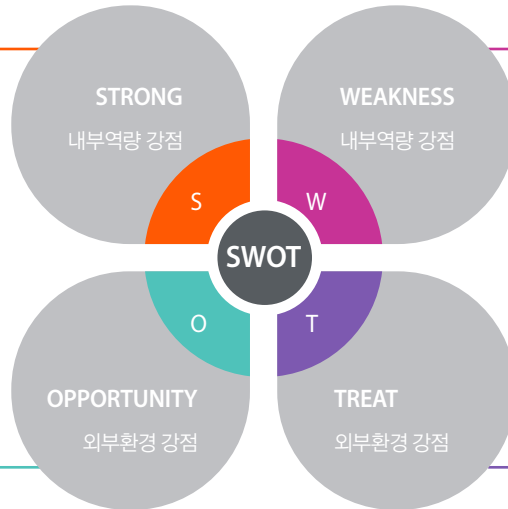 STRONG
내부역량 강점
WEAKNESS
내부역량 강점
S
W
SWOT
O
T
OPPORTUNITY
외부환경 강점
TREAT
외부환경 강점